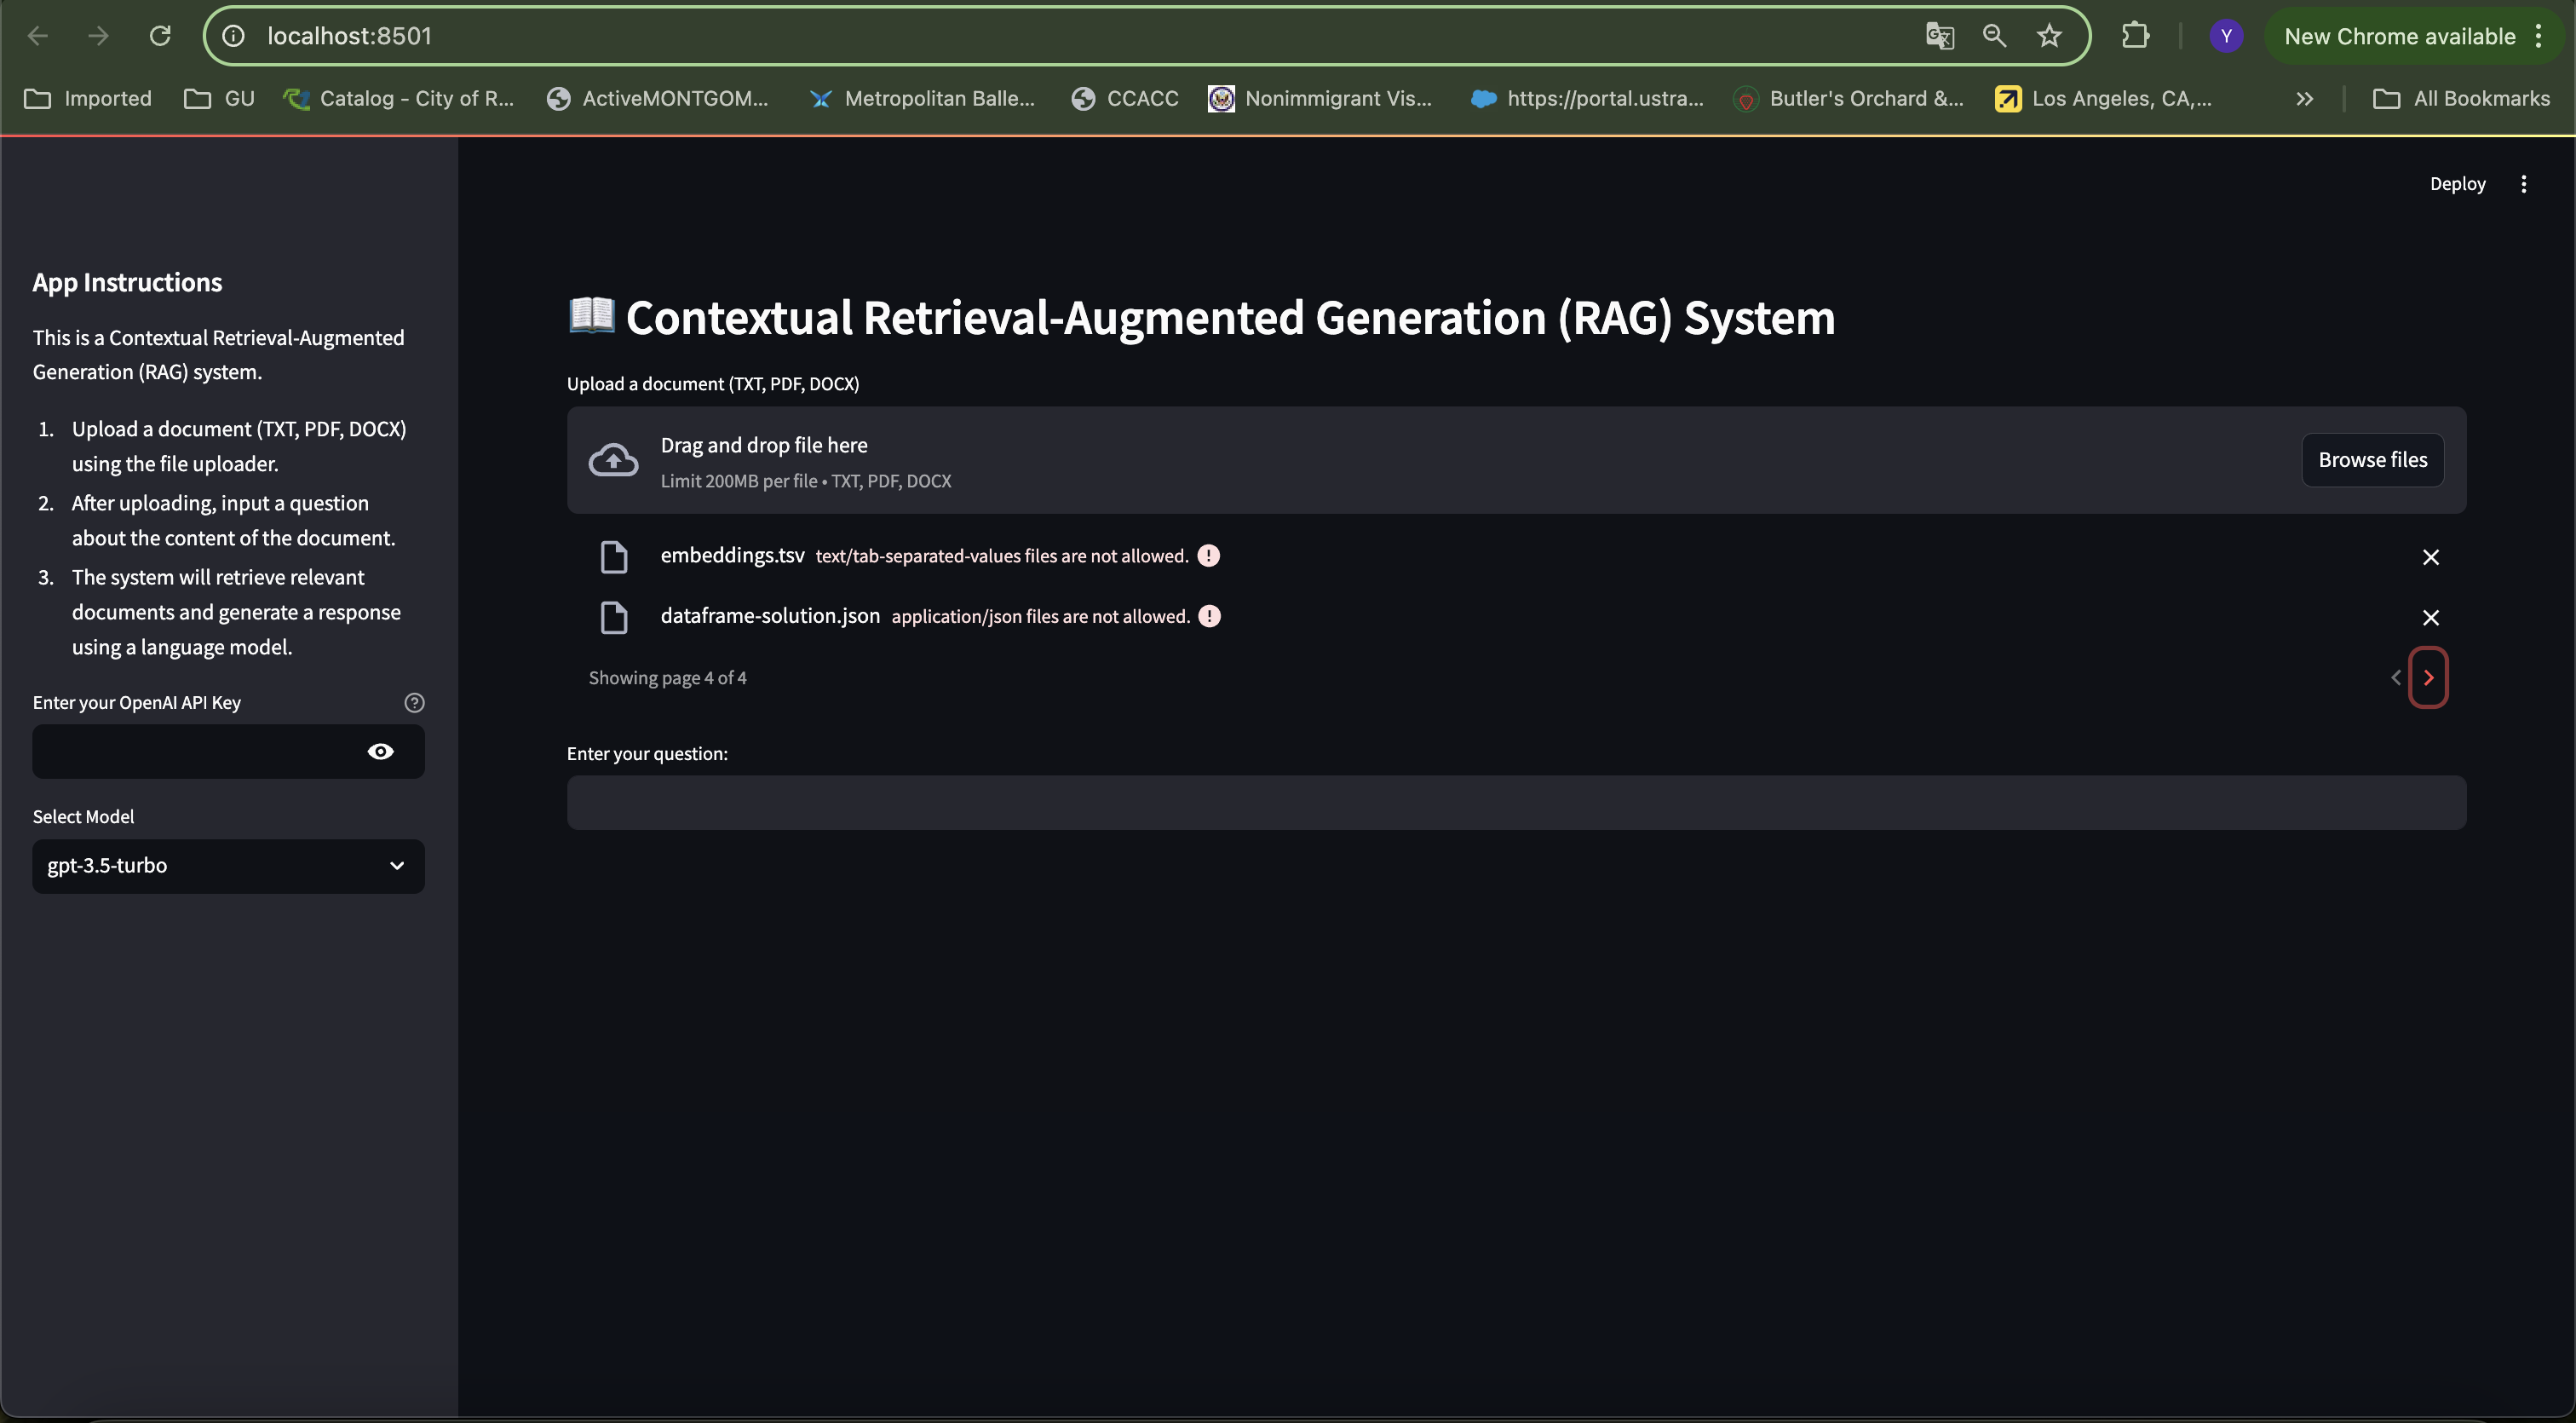 localhost:8501
Y
New Chrome available
Imported
GU
Catalog - City of R...
ActiveMONTGOM...
Metropolitan Balle...
CCACC
Nonimmigrant Vis...
https://portal.ustra...
Butler's Orchard &...
Los Angeles, CA,...
All Bookmarks
Deploy
App Instructions
This is a Contextual Retrieval-Augmented
Generation (RAG) system.
1. Upload a document (TXT, PDF, DOCX)
using the file uploader.
2. After uploading, input a question
about the content of the document.
3. The system will retrieve relevant
documents and generate a response
using a language model.
Enter your OpenAI API Key
Select Model
gpt-3.5-turbo
Contextual Retrieval-Augmented Generation (RAG) System
Upload a document (TXT, PDF, DOCX)
Drag and drop file here
Limit 200MB per file • TXT, PDF, DOCX
Browse files
embeddings.tsv text/tab-separated-values files are not allowed.
dataframe-solution.json application/json files are not allowed.
Showing page 4 of 4
Enter your question: